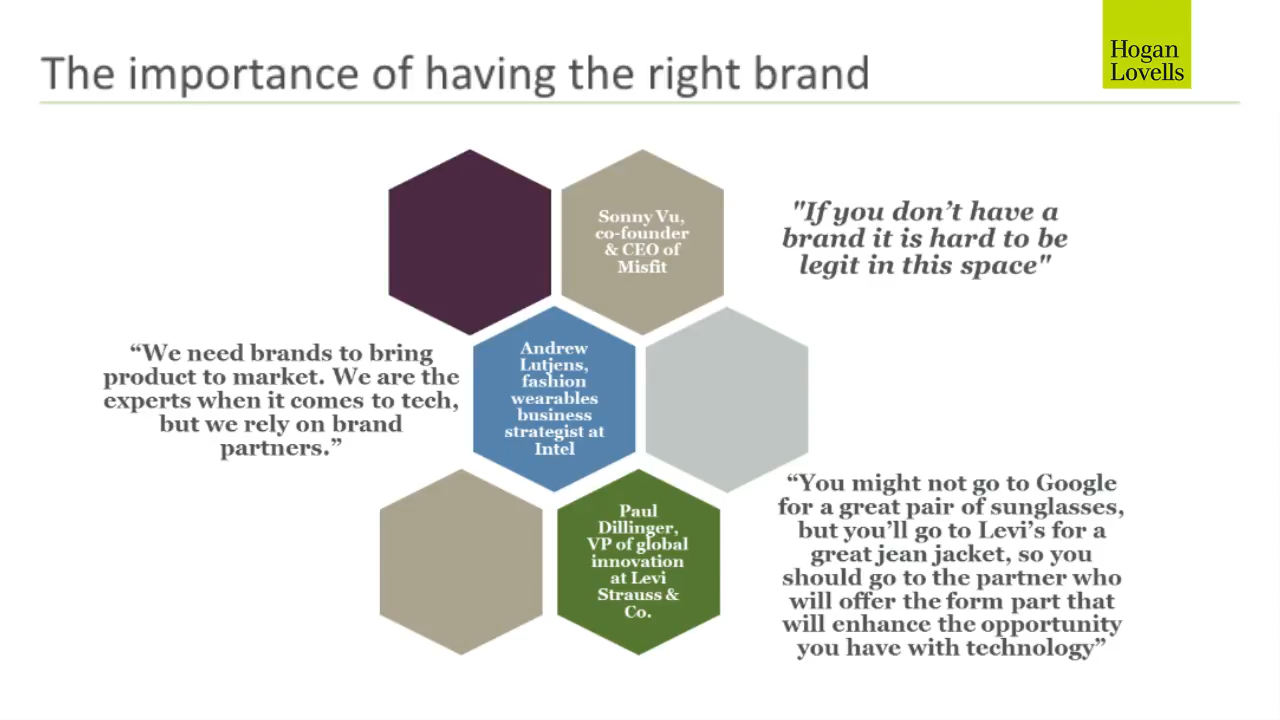 The importance of having the right brand
Hogan
Lovells
Sonny Vu,
co-founder
& CEO of
Misfit
"If you don’t have a
brand it is hard to be
legit in this space"
“We need brands to bring
product to market. We are the
experts when it comes to tech,
but we rely on brand
partners.”
Andrew
Lutjens,
fashion
wearables
business
strategist at
Intel
Paul
Dillinger,
VP of global
innovation
at Levi
Strauss &
Co.
“You might not go to Google
for a great pair of sunglasses,
but you’ll go to Levi’s for a
great jean jacket, so you
should go to the partner who
will offer the form part that
will enhance the opportunity
you have with technology”